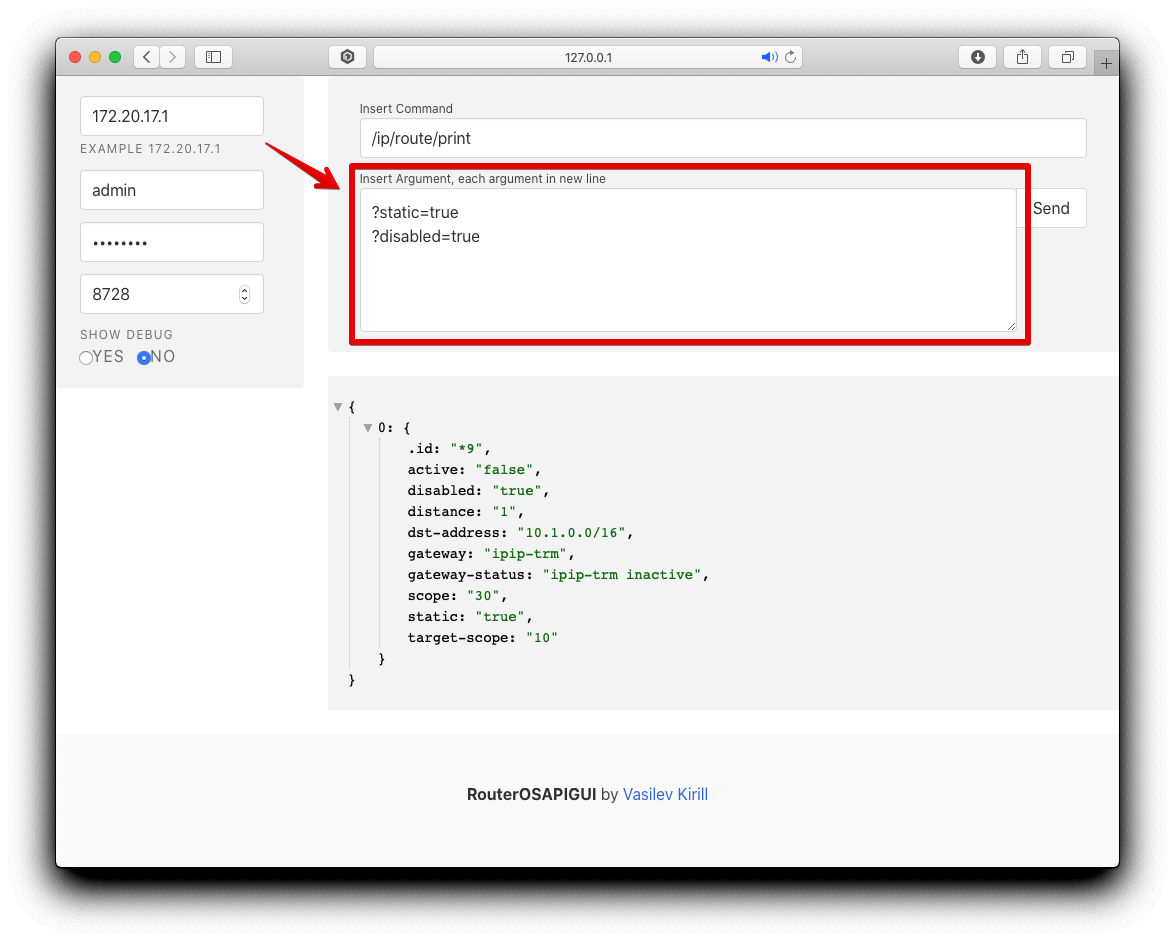 127.0.0.1
172.20.17.1
EXAMPLE 172.20.17.1
admin
••••••••
8728
SHOW DEBUG
YES NO
Insert Command
/ip/route/print
Insert Argument, each argument in new line
?static=true
?disabled=true
Send
{
0: {
.id: "*9",
active: "false",
disabled: "true",
distance: "1",
dst-address: "10.1.0.0/16",
gateway: "ipip-trm",
gateway-status: "ipip-trm inactive",
scope: "30",
static: "true",
target-scope: "10"
}
}
RouterOSAPIGUI by Vasilev Kirill